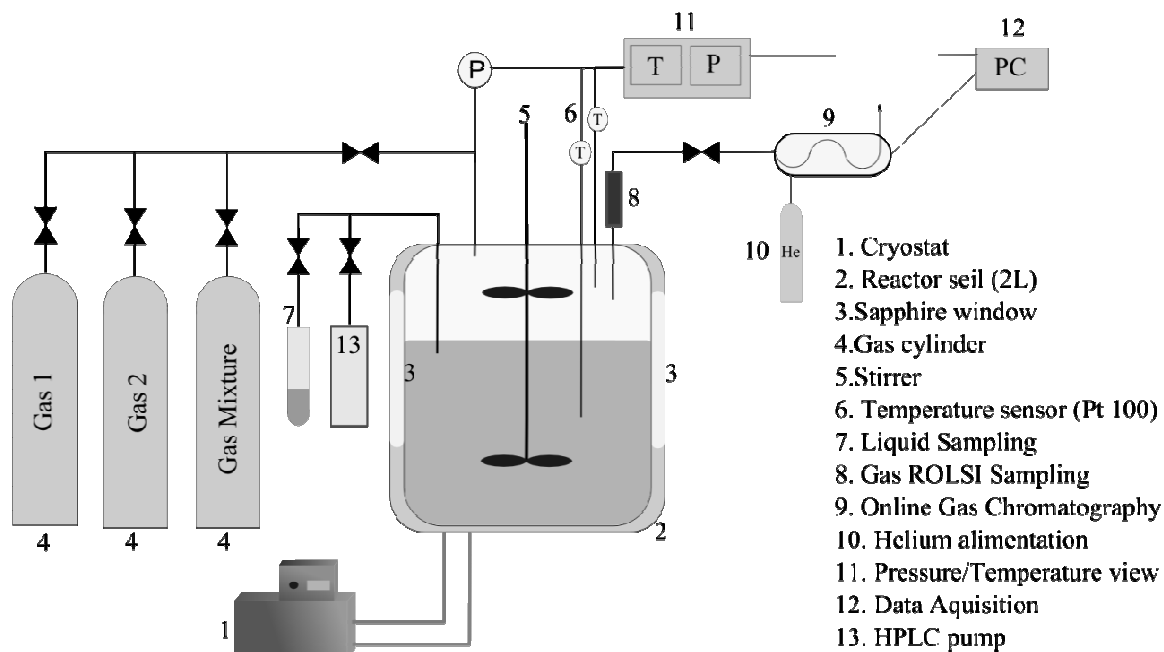 11
12
T P
PC
P
5
6
T
T
9
8
10
He
7
13
3
3
Gas 1
Gas 2
Gas Mixture
4
4
4
2
1
1. Cryostat
2. Reactor seil (2L)
3.Sapphire window
4.Gas cylinder
5.Stirrer
6. Temperature sensor (Pt 100)
7. Liquid Sampling
8. Gas ROLSI Sampling
9. Online Gas Chromatography
10. Helium alimentation
11. Pressure/Temperature view
12. Data Aquisition
13. HPLC pump